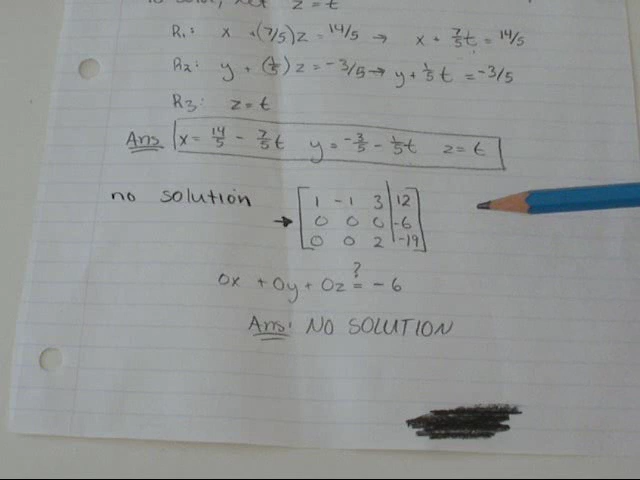 z = t
R1: x + (7/5)z = 14/5 → x + 7/5t = 14/5
R2: y + (1/5)z = -3/5 → y + 1/5t = -3/5
R3: z = t
Ans x = 14/5 - 7/5t y = -3/5 - 1/5t z = t
no solution
→ [ 1 -1 3 | 12 ]
0 0 0 | -6
0 0 2 | -19
0x + 0y + 0z ?= -6
Ans: NO SOLUTION